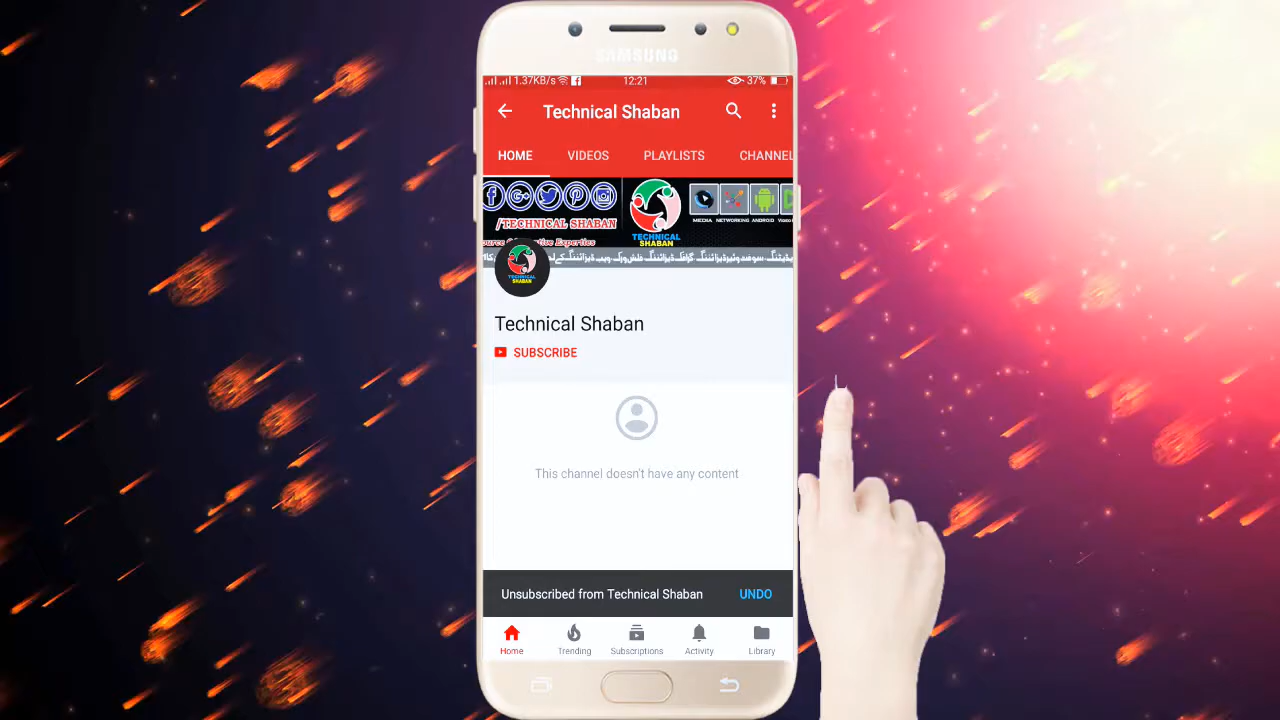 SAMSUNG
1.37KB/s 12:21 37%
Technical Shaban
HOME VIDEOS PLAYLISTS CHANNEL
/TECHNICAL SHABAN
TECHNICAL
SHABAN
MEDIA NETWORKING ANDROID
TECHNICAL
SHABAN
Technical Shaban
SUBSCRIBE
This channel doesn't have any content
Unsubscribed from Technical Shaban UNDO
Home Trending Subscriptions Activity Library